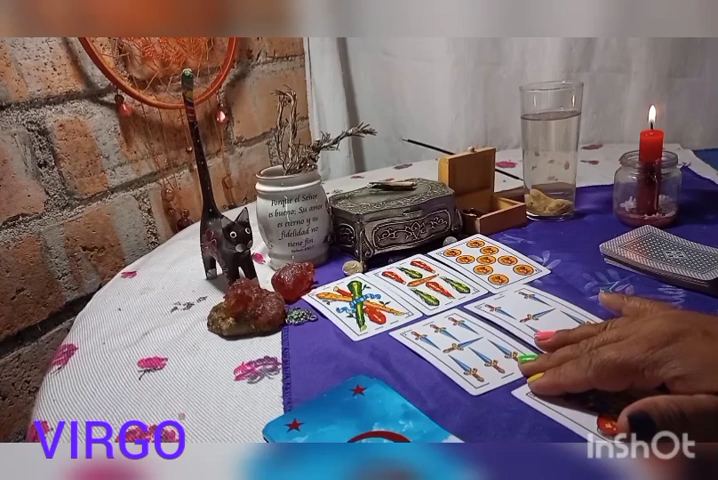 Porque el Señor
es bueno; Su amor
es eterno y su
fidelidad no
tiene fin
VIRGO
InShOt